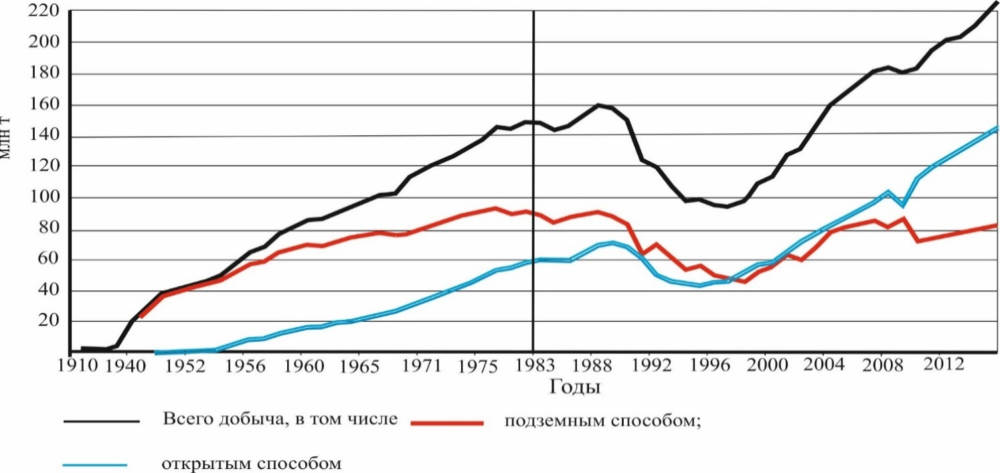 220
200
180
160
140
120
100
80
60
40
20
млн т
1910 1940 1952 1956 1960 1965 1971 1975 1983 1988 1992 1996 2000 2004 2008 2012
Годы
Всего добыча, в том числе подземным способом;
открытым способом